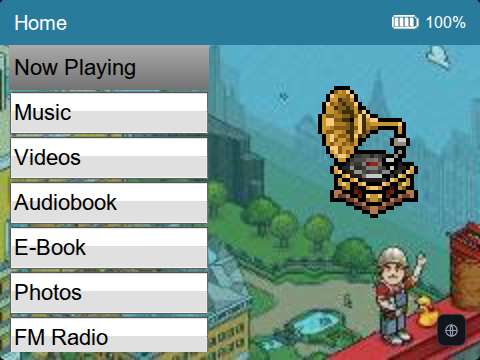 Home
100%
Now Playing
Music
Videos
Audiobook
E-Book
Photos
FM Radio